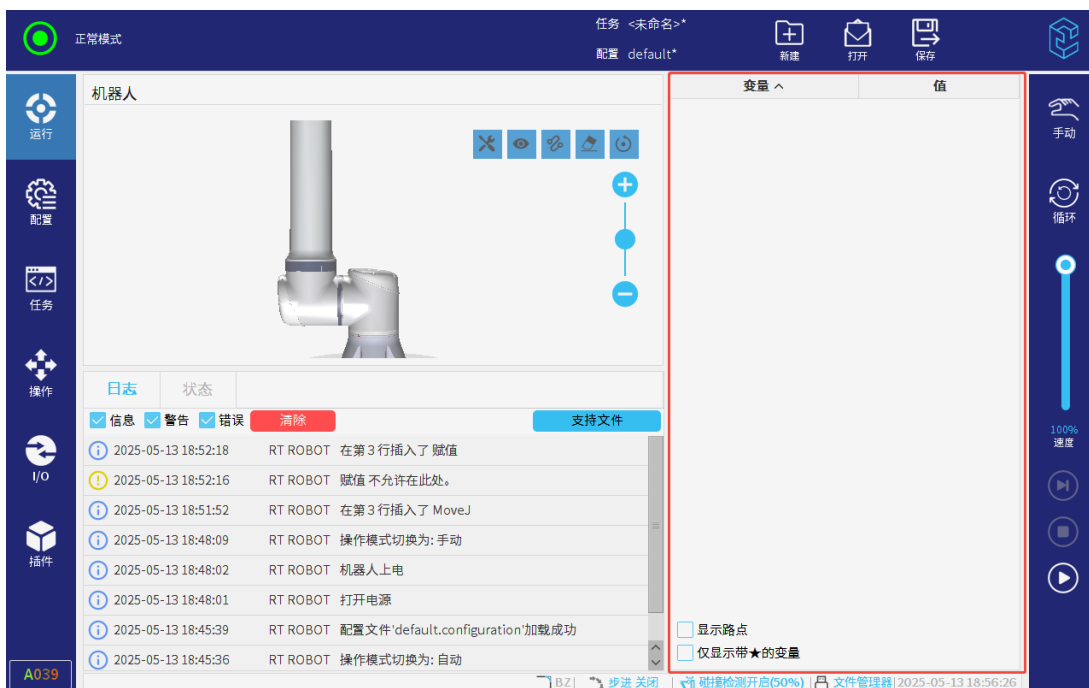 正常模式
任务 <未命名>*
配置 default*
新建
打开
保存
运行
配置
任务
操作
I/O
插件
A039
机器人
日志 状态
信息 警告 错误 清除 支持文件
2025-05-13 18:52:18 RT ROBOT 在第3行插入了 赋值
2025-05-13 18:52:16 RT ROBOT 赋值 不允许在此处。
2025-05-13 18:51:52 RT ROBOT 在第3行插入了 MoveJ
2025-05-13 18:48:09 RT ROBOT 操作模式切换为: 手动
2025-05-13 18:48:02 RT ROBOT 机器人上电
2025-05-13 18:48:01 RT ROBOT 打开电源
2025-05-13 18:45:39 RT ROBOT 配置文件'default.configuration'加载成功
2025-05-13 18:45:36 RT ROBOT 操作模式切换为: 自动
变量 值
显示路点
仅显示带★的变量
手动
循环
100%
速度
BZ| 步进 关闭 | 碰撞检测开启(50%) | 文件管理器|2025-05-13 18:56:26